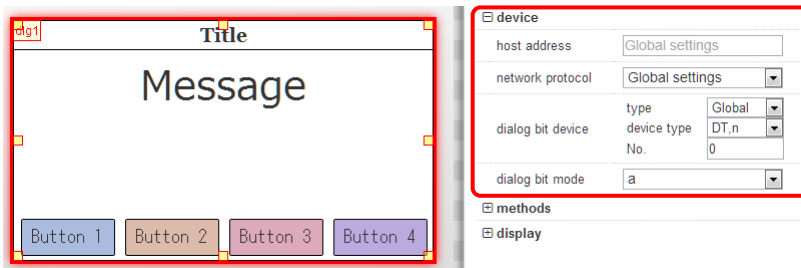 dlg1
Title
Message
Button 1 Button 2 Button 3 Button 4
device
host address Global settings
network protocol Global settings
dialog bit device
type Global
device type DT,n
No. 0
dialog bit mode a
methods
display